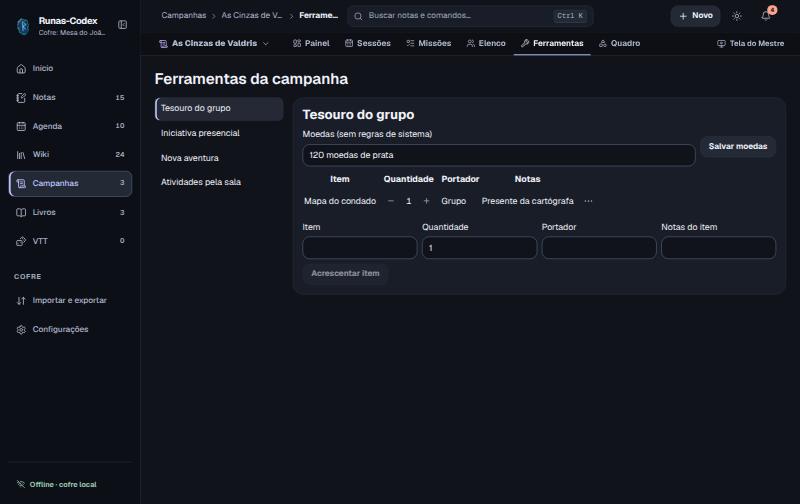 Runas-Codex
Cofre: Mesa do Joã...
Início
Notas 15
Agenda 10
Wiki 24
Campanhas 3
Livros 3
VTT 0
COFRE
Importar e exportar
Configurações
Offline · cofre local
Campanhas > As Cinzas de V... > Ferrame...
Buscar notas e comandos... Ctrl K
+ Novo
4
As Cinzas de Valdris
Painel Sessões Missões Elenco Ferramentas Quadro Tela do Mestre
Ferramentas da campanha
Tesouro do grupo
Iniciativa presencial
Nova aventura
Atividades pela sala
Tesouro do grupo
Moedas (sem regras de sistema)
120 moedas de prata
Salvar moedas
Item Quantidade Portador Notas
Mapa do condado − 1 + Grupo Presente da cartógrafa ...
Item Quantidade Portador Notas do item
1
Acrescentar item